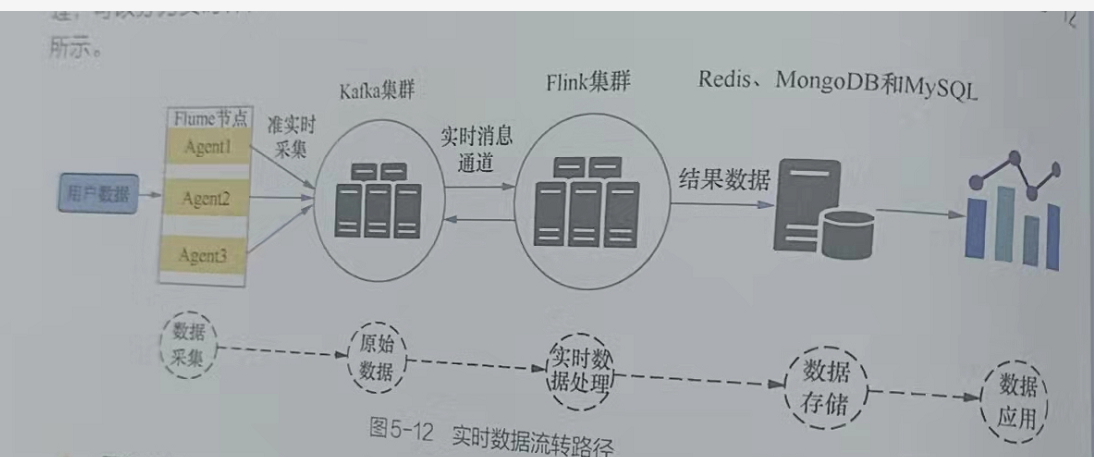 所示。
Kafka集群
Flink集群
Redis、MongoDB和MySQL
Flume节点
准实时
采集
Agent1
实时消息
通道
用户数据
Agent2
结果数据
Agent3
数据
采集
原始
数据
实时数
据处理
数据
存储
数据
应用
图5-12 实时数据流转路径